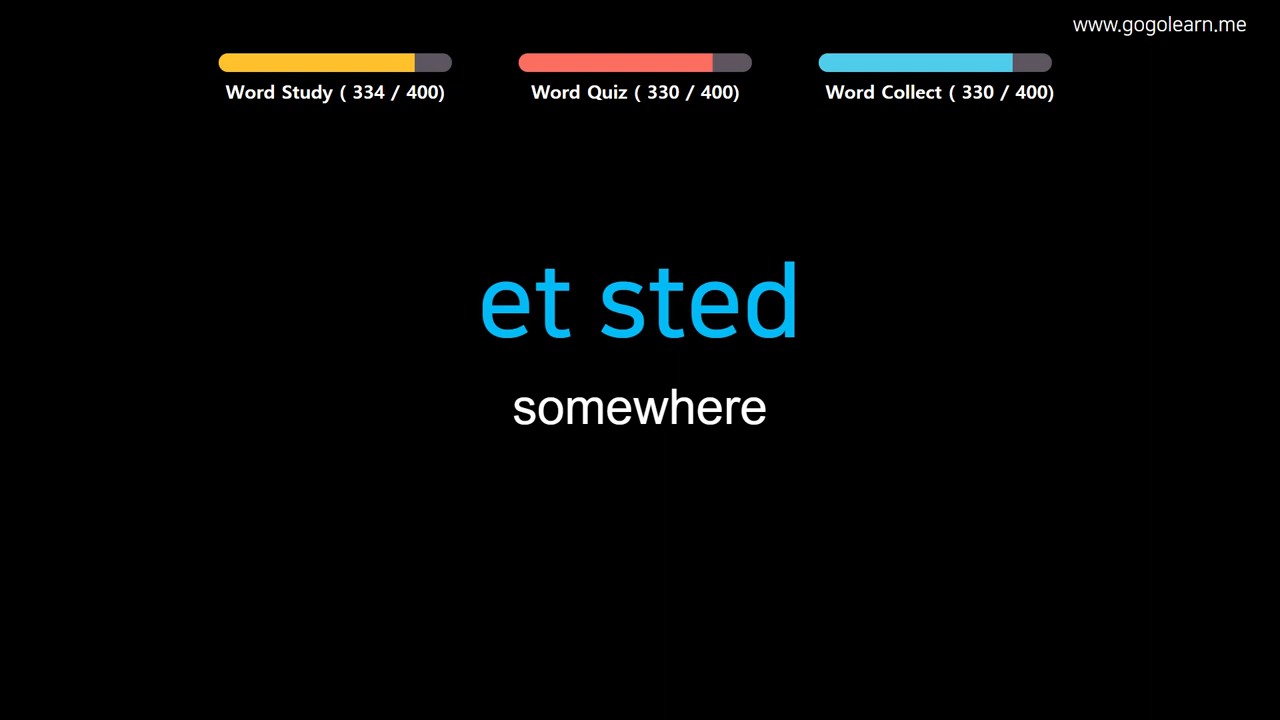 www.gogolearn.me
Word Study ( 334 / 400)
Word Quiz ( 330 / 400)
Word Collect ( 330 / 400)
et sted
somewhere